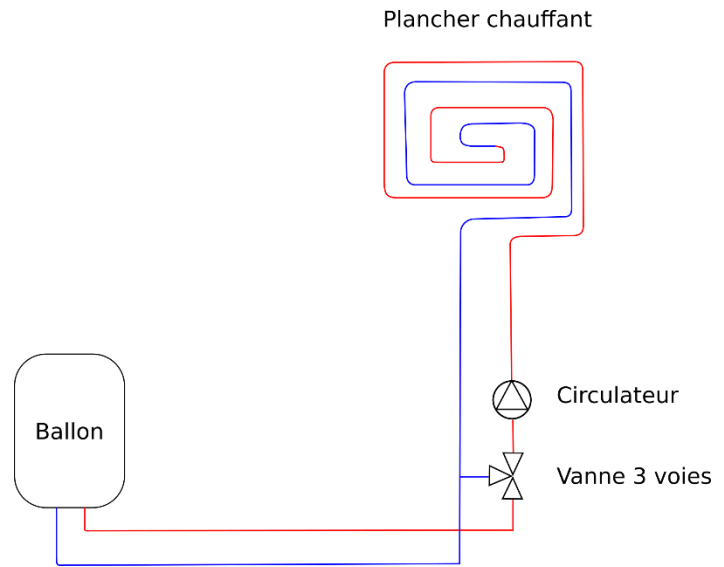 Plancher chauffant
Circulateur
Ballon
Vanne 3 voies